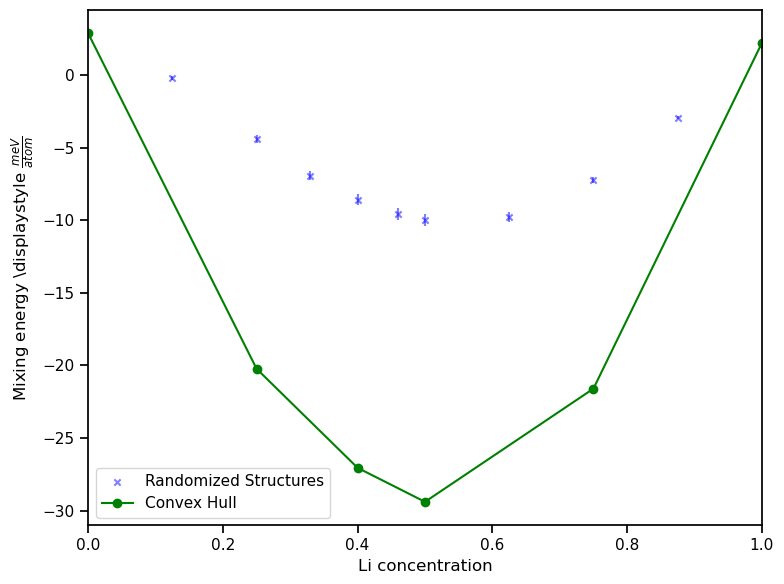 0
−5
−10
−15
−20
−25
−30
Mixing energy \displaystyle meV/atom
Randomized Structures
Convex Hull
0.0 0.2 0.4 0.6 0.8 1.0
Li concentration